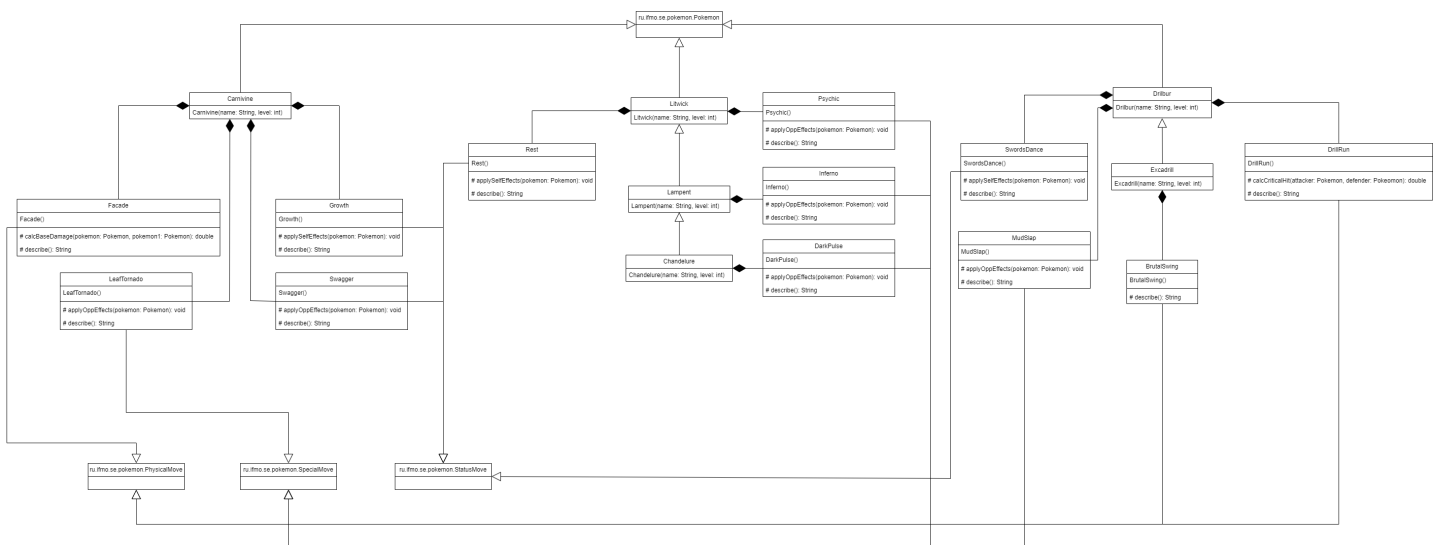 ru.ifmo.se.pokemon.Pokemon
Carnivine
Carnivine(name: String, level: int)
Litwick
Litwick(name: String, level: int)
Psychic
Psychic()
# applyOppEffects(pokemon: Pokemon): void
# describe(): String
Drilbur
Drilbur(name: String, level: int)
Rest
Rest()
# applySelfEffects(pokemon: Pokemon): void
# describe(): String
SwordsDance
SwordsDance()
# applySelfEffects(pokemon: Pokemon): void
# describe(): String
DrillRun
DrillRun()
# calcCriticalHit(attacker: Pokemon, defender: Pokeomon): double
# describe(): String
Excadrill
Excadrill(name: String, level: int)
Inferno
Inferno()
# applyOppEffects(pokemon: Pokemon): void
# describe(): String
Lampent
Lampent(name: String, level: int)
Facade
Facade()
# calcBaseDamage(pokemon: Pokemon, pokemon1: Pokemon): double
# describe(): String
Growth
Growth()
# applySelfEffects(pokemon: Pokemon): void
# describe(): String
MudSlap
MudSlap()
# applyOppEffects(pokemon: Pokemon): void
# describe(): String
DarkPulse
DarkPulse()
# applyOppEffects(pokemon: Pokemon): void
# describe(): String
Chandelure
Chandelure(name: String, level: int)
BrutalSwing
BrutalSwing()
# describe(): String
LeafTornado
LeafTornado()
# applyOppEffects(pokemon: Pokemon): void
# describe(): String
Swagger
Swagger()
# applyOppEffects(pokemon: Pokemon): void
# describe(): String
ru.ifmo.se.pokemon.PhysicalMove
ru.ifmo.se.pokemon.SpecialMove
ru.ifmo.se.pokemon.StatusMove